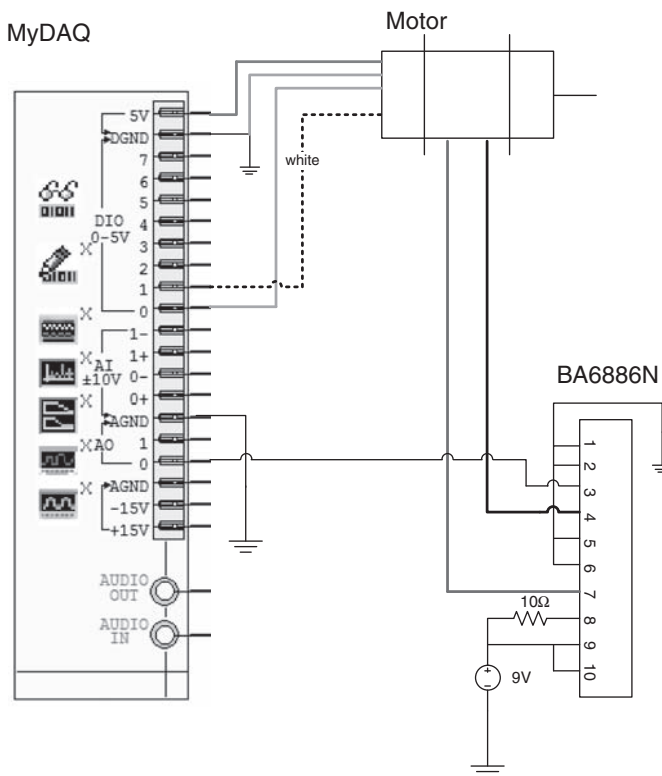 MyDAQ
Motor
5V
DGND
7
6
5
DIO 4
0-5V
3
2
1
0
1-
1+
AI
±10V 0-
0+
AGND
1
AO
0
AGND
-15V
+15V
AUDIO
OUT
AUDIO
IN
X
X
X
X
X
X
white
BA6886N
1
2
3
4
5
6
7
8
9
10
10Ω
9V
+
−